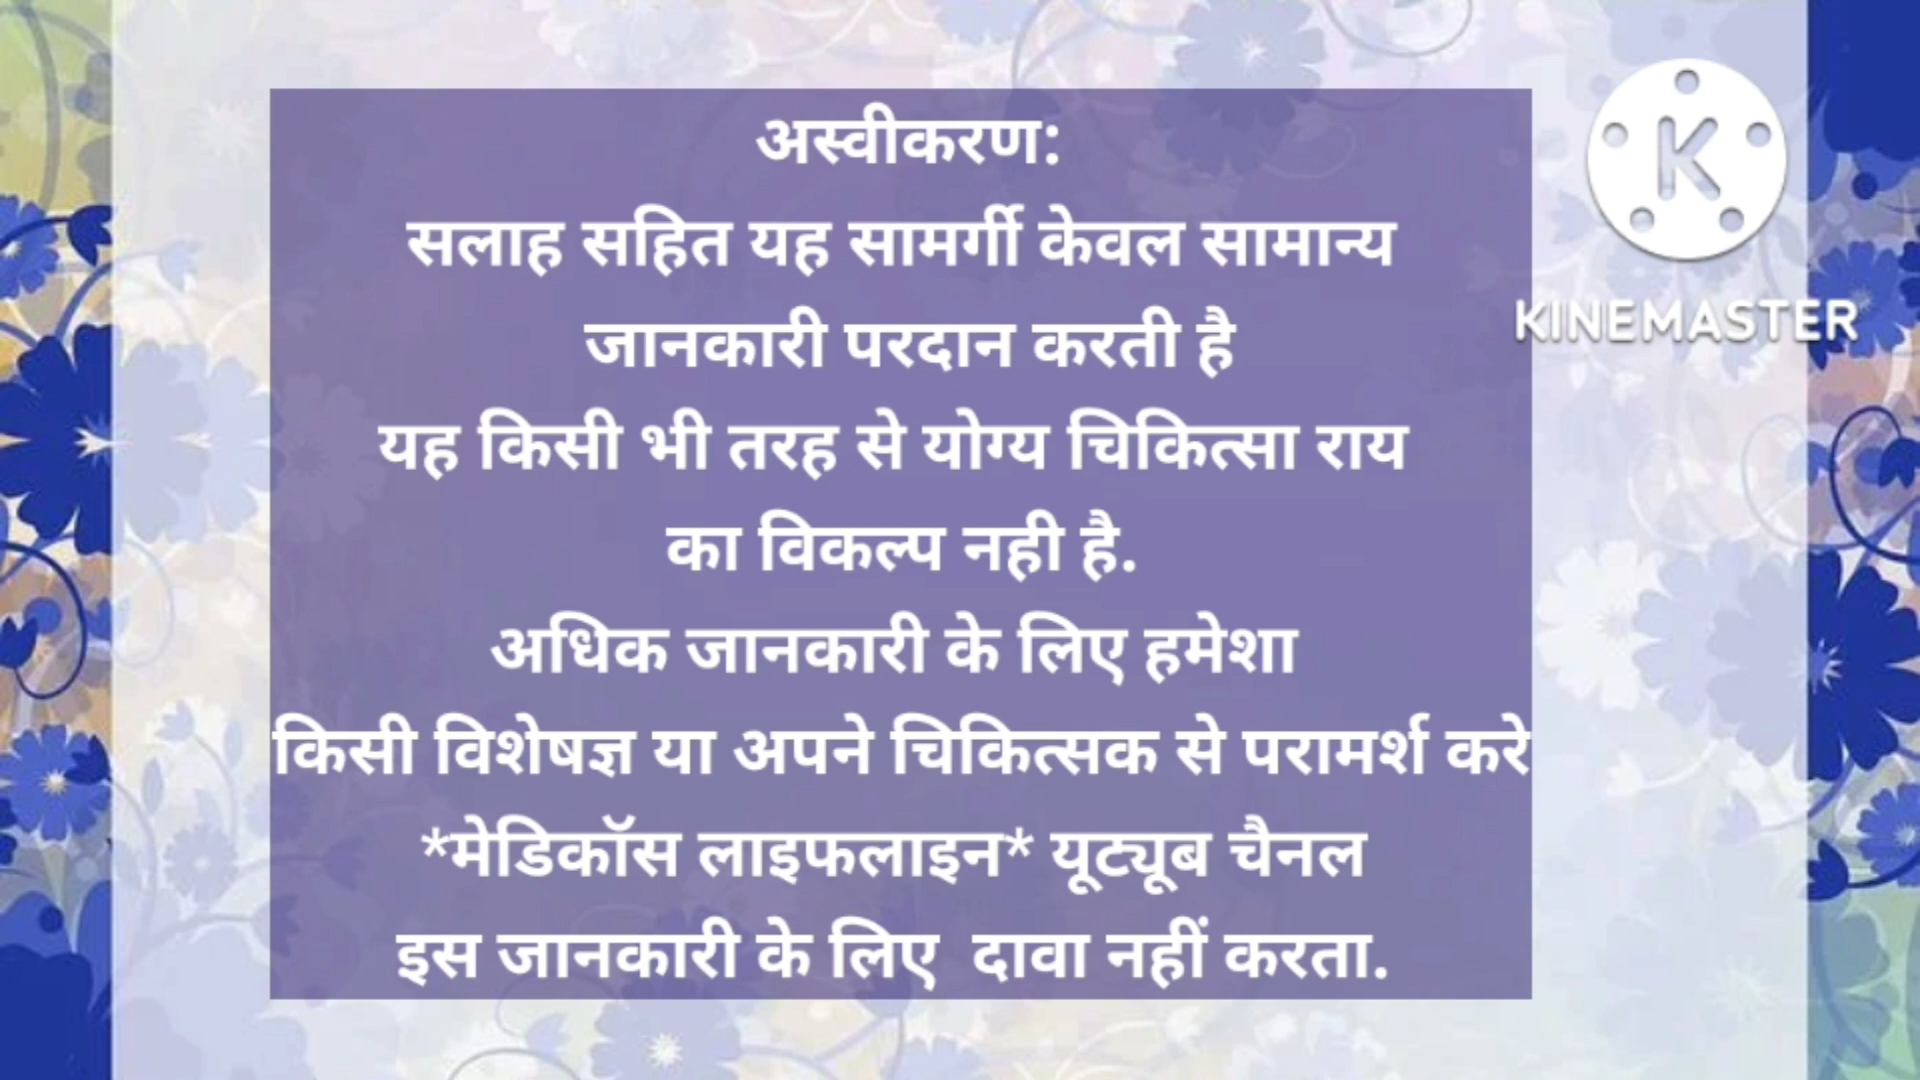 अस्वीकरण:
सलाह सहित यह सामर्गी केवल सामान्य
जानकारी परदान करती है
यह किसी भी तरह से योग्य चिकित्सा राय
का विकल्प नही है.
अधिक जानकारी के लिए हमेशा
किसी विशेषज्ञ या अपने चिकित्सक से परामर्श करे
*मेडिकॉस लाइफलाइन* यूट्यूब चैनल
इस जानकारी के लिए दावा नहीं करता.
K
KINEMASTER